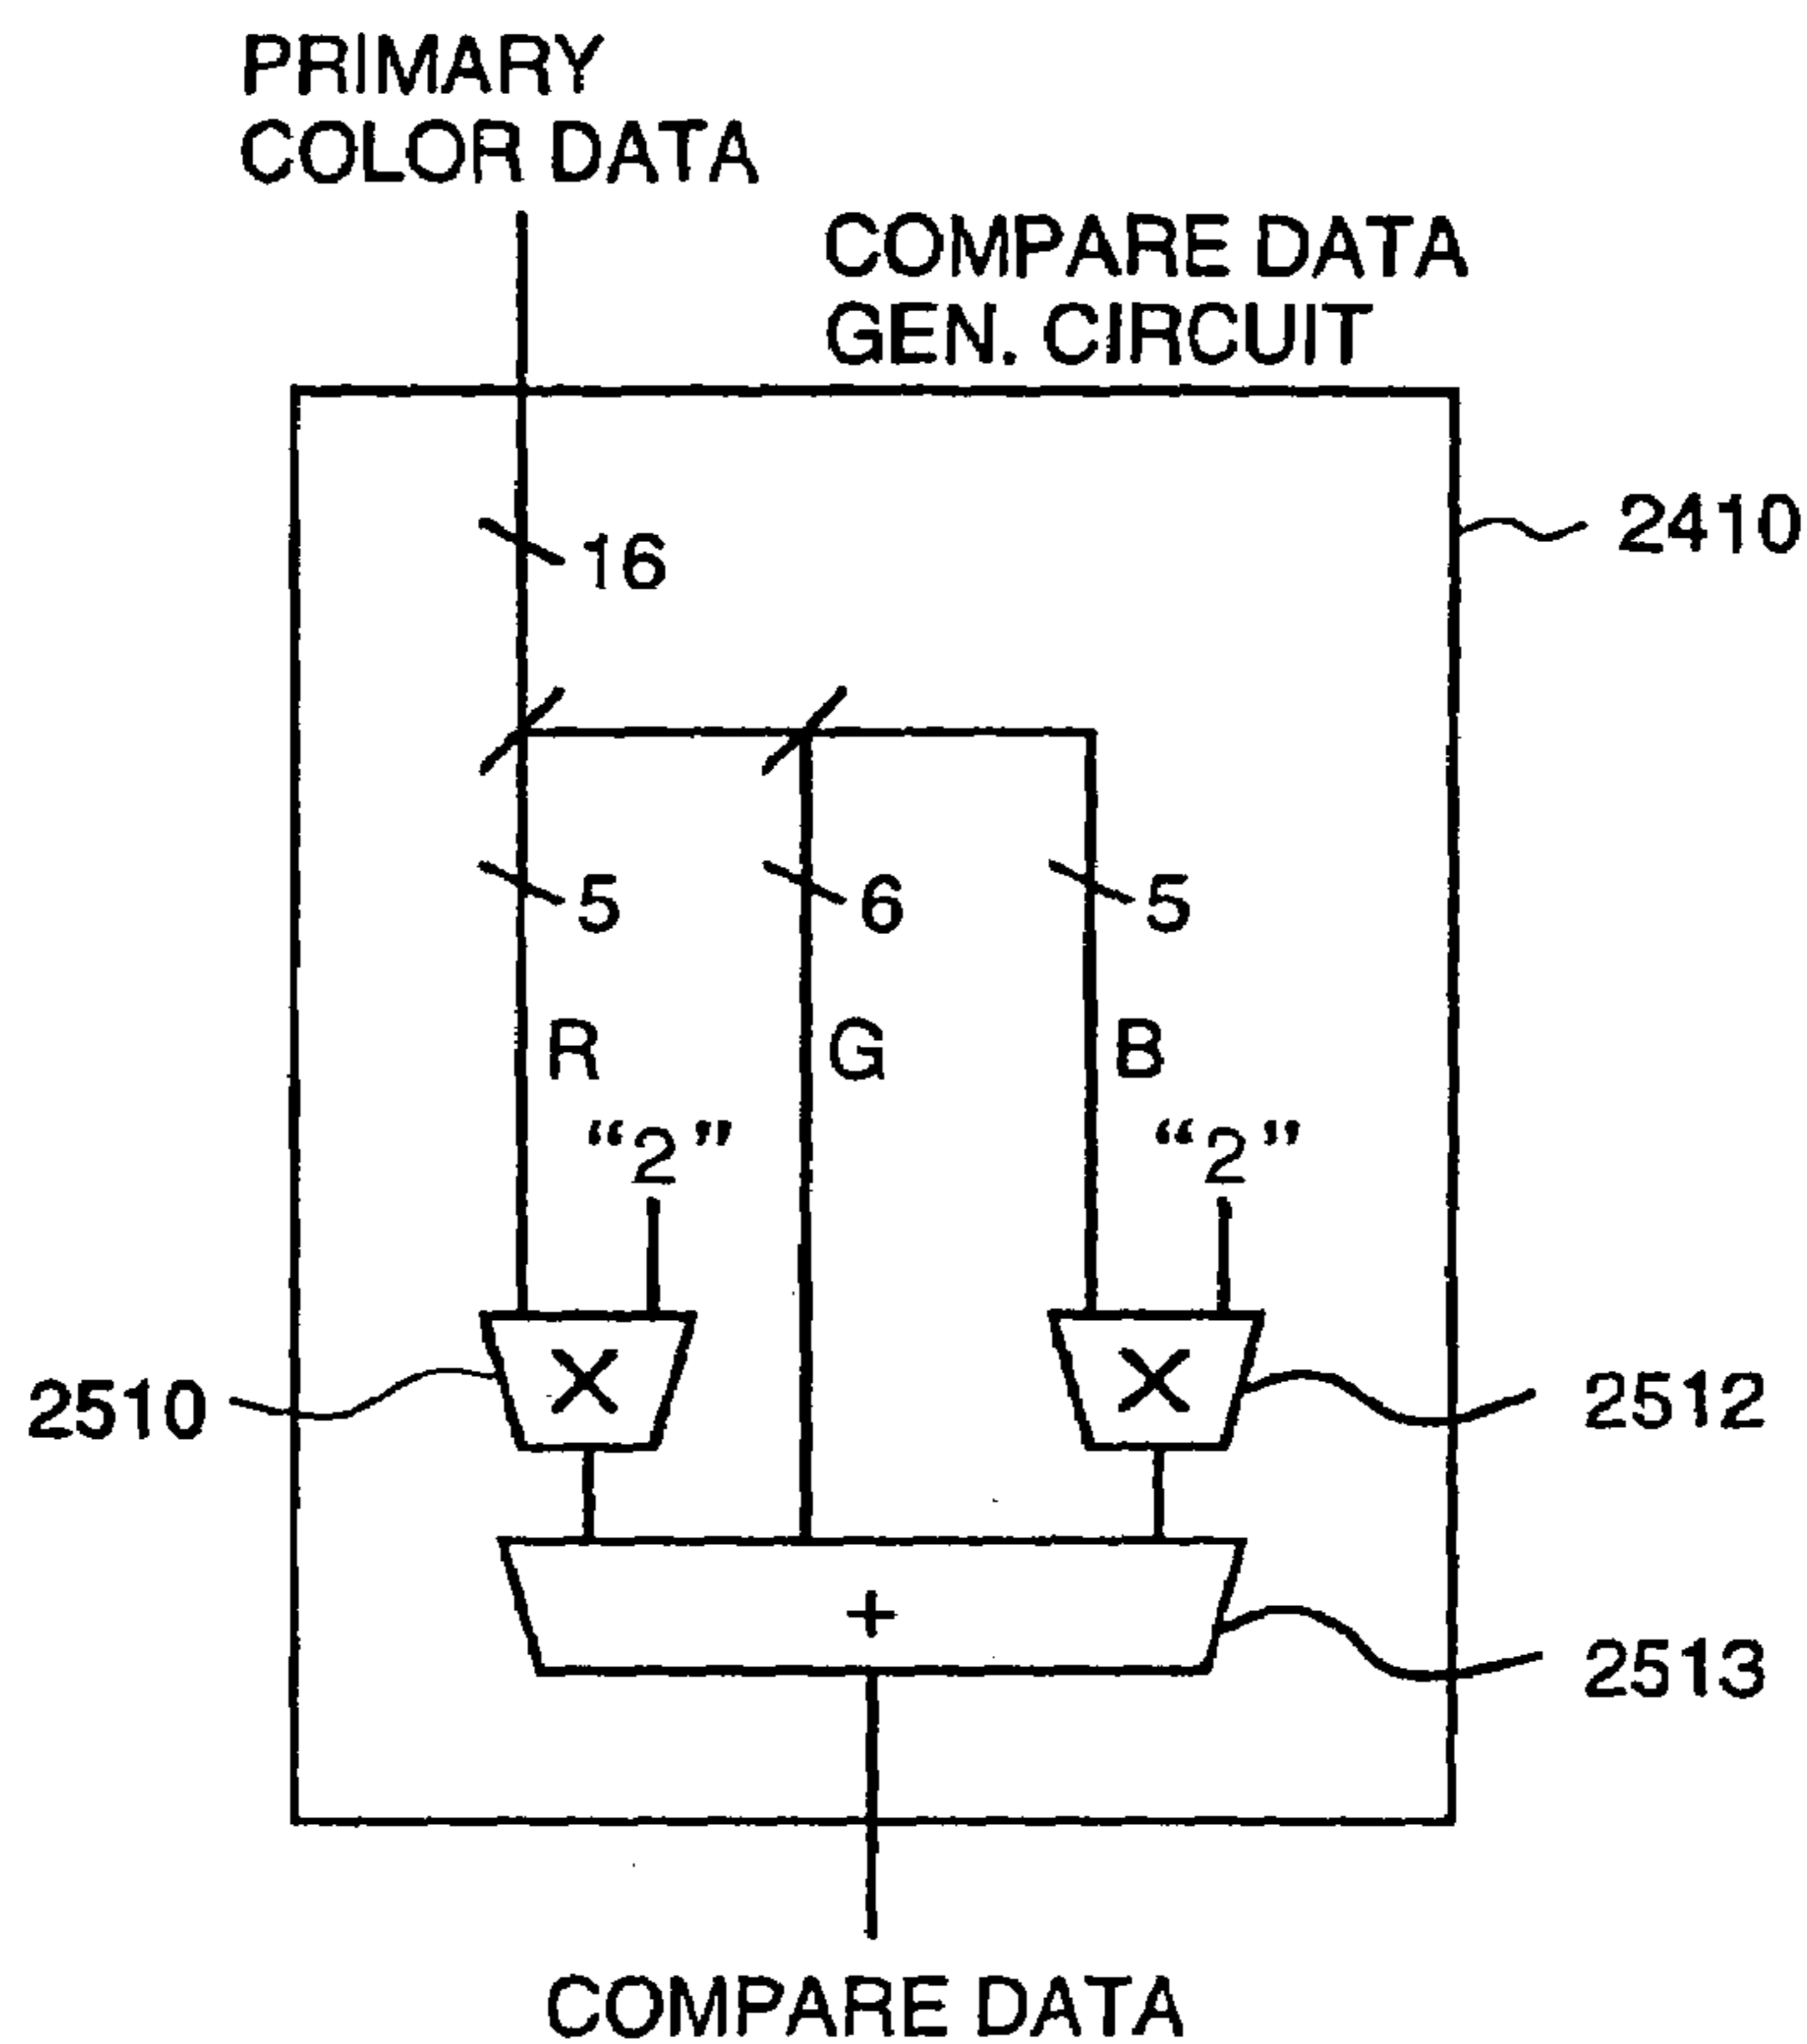 PRIMARY
COLOR DATA
COMPARE DATA
GEN. CIRCUIT
2410
16
5
6
5
R
G
B
“2”
“2”
X
X
2510
2512
+
2513
COMPARE DATA